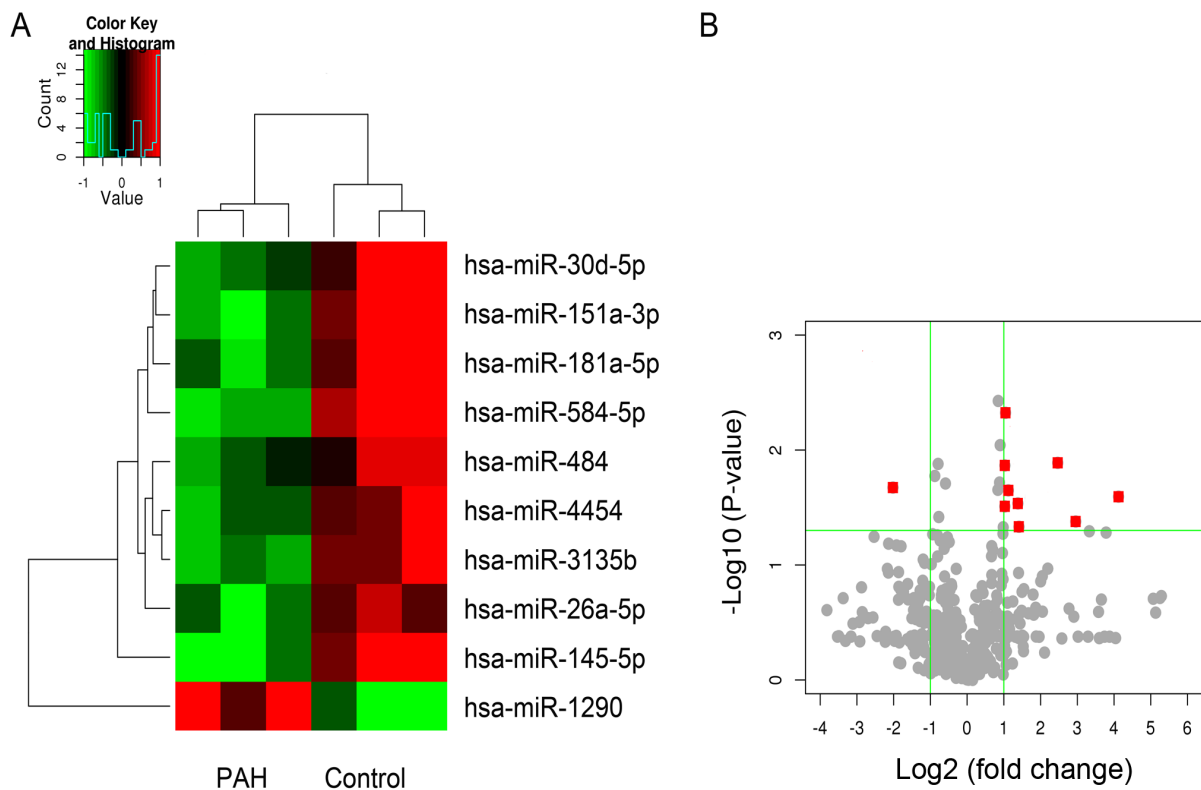 A
Color Key
and Histogram
Count
0 4 8 12
-1 0 1
Value
hsa-miR-30d-5p
hsa-miR-151a-3p
hsa-miR-181a-5p
hsa-miR-584-5p
hsa-miR-484
hsa-miR-4454
hsa-miR-3135b
hsa-miR-26a-5p
hsa-miR-145-5p
hsa-miR-1290
PAH Control
B
-Log10 (P-value)
0 1 2 3
-4 -3 -2 -1 0 1 2 3 4 5 6
Log2 (fold change)